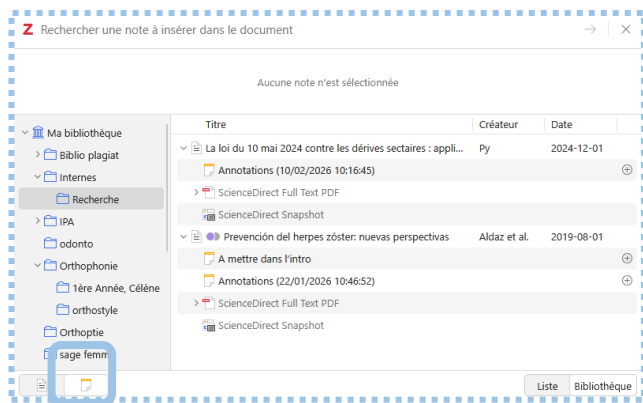 Z Rechercher une note à insérer dans le document
Aucune note n'est sélectionnée
Titre Créateur Date
Ma bibliothèque
Biblio plagiat
Internes
Recherche
IPA
odonto
Orthophonie
1ère Année, Célène
orthostyle
Orthoptie
sage femm
La loi du 10 mai 2024 contre les dérives sectaires : appli... Py 2024-12-01
Annotations (10/02/2026 10:16:45)
ScienceDirect Full Text PDF
ScienceDirect Snapshot
Prevención del herpes zóster: nuevas perspectivas Aldaz et al. 2019-08-01
A mettre dans l'intro
Annotations (22/01/2026 10:46:52)
ScienceDirect Full Text PDF
ScienceDirect Snapshot
Liste Bibliothèque